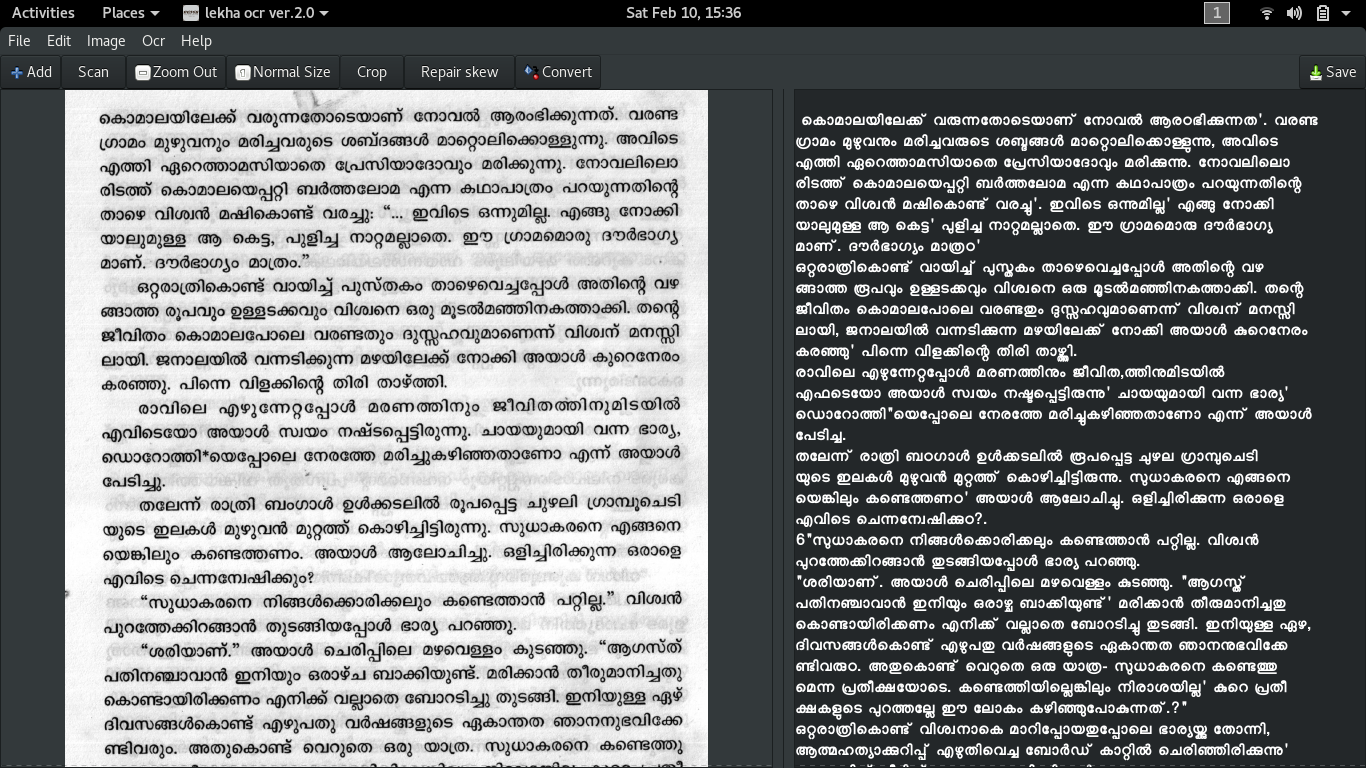 Activities Places lekha ocr ver.2.0 Sat Feb 10, 15:36 1
File Edit Image Ocr Help
Add Scan Zoom Out Normal Size Crop Repair skew Convert Save
കൊമാലയിലേക്ക് വരുന്നതോടെയാണ് നോവൽ ആരംഭിക്കുന്നത്. വരണ്ട
ഗ്രാമം മുഴുവനും മരിച്ചവരുടെ ശബ്ദങ്ങൾ മാറ്റൊലിക്കൊള്ളുന്നു. അവിടെ
എത്തി ഏറെത്താമസിയാതെ പ്രേസിയാദോവും മരിക്കുന്നു. നോവലിലൊ
രിടത്ത് കൊമാലയെപ്പറ്റി ബർത്തലോമ എന്ന കഥാപാത്രം പറയുന്നതിന്റെ
താഴെ വിശ്വൻ മഷികൊണ്ട് വരച്ചു: “... ഇവിടെ ഒന്നുമില്ല. എങ്ങു നോക്കി
യാലുമുള്ള ആ കെട്ട, പുളിച്ച നാറ്റമല്ലാതെ. ഈ ഗ്രാമമൊരു ദൗർഭാഗ്യ
മാണ്. ദൗർഭാഗ്യം മാത്രം.”
ഒറ്റരാത്രികൊണ്ട് വായിച്ച് പുസ്തകം താഴെവെച്ചപ്പോൾ അതിന്റെ വഴ
ങ്ങാത്ത രൂപവും ഉള്ളടക്കവും വിശ്വനെ ഒരു മൂടൽമഞ്ഞിനകത്താക്കി. തന്റെ
ജീവിതം കൊമാലപോലെ വരണ്ടതും ദുസ്സഹവുമാണെന്ന് വിശ്വന് മനസ്സി
ലായി. ജനാലയിൽ വന്നടിക്കുന്ന മഴയിലേക്ക് നോക്കി അയാൾ കുറെനേരം
കരഞ്ഞു. പിന്നെ വിളക്കിന്റെ തിരി താഴ്ത്തി.
രാവിലെ എഴുന്നേറ്റപ്പോൾ മരണത്തിനും ജീവിതത്തിനുമിടയിൽ
എവിടെയോ അയാൾ സ്വയം നഷ്ടപ്പെട്ടിരുന്നു. ചായയുമായി വന്ന ഭാര്യ,
ഡൊറോത്തി*യെപ്പോലെ നേരത്തേ മരിച്ചുകഴിഞ്ഞതാണോ എന്ന് അയാൾ
പേടിച്ചു.
തലേന്ന് രാത്രി ബംഗാൾ ഉൾക്കടലിൽ രൂപപ്പെട്ട ചുഴലി ഗ്രാമ്പൂചെടി
യുടെ ഇലകൾ മുഴുവൻ മുറ്റത്ത് കൊഴിച്ചിട്ടിരുന്നു. സുധാകരനെ എങ്ങനെ
യെങ്കിലും കണ്ടെത്തണം. അയാൾ ആലോചിച്ചു. ഒളിച്ചിരിക്കുന്ന ഒരാളെ
എവിടെ ചെന്നന്വേഷിക്കും?
“സുധാകരനെ നിങ്ങൾക്കൊരിക്കലും കണ്ടെത്താൻ പറ്റില്ല.” വിശ്വൻ
പുറത്തേക്കിറങ്ങാൻ തുടങ്ങിയപ്പോൾ ഭാര്യ പറഞ്ഞു.
“ശരിയാണ്.” അയാൾ ചെരിപ്പിലെ മഴവെള്ളം കുടഞ്ഞു. “ആഗസ്ത്
പതിനഞ്ചാവാൻ ഇനിയും ഒരാഴ്ച ബാക്കിയുണ്ട്. മരിക്കാൻ തീരുമാനിച്ചതു
കൊണ്ടായിരിക്കണം എനിക്ക് വല്ലാതെ ബോറടിച്ചു തുടങ്ങി. ഇനിയുള്ള ഏഴ്
ദിവസങ്ങൾകൊണ്ട് എഴുപതു വർഷങ്ങളുടെ ഏകാന്തത ഞാനനുഭവിക്കേ
ണ്ടിവരും. അതുകൊണ്ട് വെറുതെ ഒരു യാത്ര. സുധാകരനെ കണ്ടെത്തു
കൊമാലയിലേക്ക് വരുന്നതോടെയാണ് നോവൽ ആരഠഭിക്കുന്നത'. വരണ്ട
ഗ്രാമം മുഴുവനും മരിച്ചവരുടെ ശബ്ദങ്ങൾ മാറ്റൊലിക്കൊള്ളുന്നു, അവിടെ
എത്തി ഏറെത്താമസിയാതെ പ്രേസിയാദോവും മരിക്കുന്നു. നോവലിലൊ
രിടത്ത് കൊമാലയെപ്പറ്റി ബർത്തലോമ എന്ന കഥാപാത്രം പറയുന്നതിന്റെ
താഴെ വിശ്വൻ മഷികൊണ്ട് വരച്ചു'. ഇവിടെ ഒന്നുമില്ല' എങ്ങു നോക്കി
യാലുമുള്ള ആ കെട്ട' പുളിച്ച നാറ്റമല്ലാതെ. ഈ ഗ്രാമമൊരു ദൗർഭാഗ്യ
മാണ്. ദൗർഭാഗ്യം മാത്രഠ'
ഒറ്റരാത്രികൊണ്ട് വായിച്ച് പുസ്തകം താഴെവെച്ചപ്പോൾ അതിന്റെ വഴ
ങ്ങാത്ത രൂപവും ഉള്ളടക്കവും വിശ്വനെ ഒരു മൂടൽമഞ്ഞിനകത്താക്കി. തന്റെ
ജീവിതം കൊമാലപോലെ വരണ്ടതും ദുസ്സഹവുമാണെന്ന് വിശ്വന് മനസ്സി
ലായി, ജനാലയിൽ വന്നടിക്കുന്ന മഴയിലേക്ക് നോക്കി അയാൾ കുറെനേരം
കരഞ്ഞു' പിന്നെ വിളക്കിന്റെ തിരി താഴ്ത്തി.
രാവിലെ എഴുന്നേറ്റപ്പോൾ മരണത്തിനും ജീവിത,ത്തിനുമിടയിൽ
എഫടെയോ അയാൾ സ്വയം നഷ്ടപ്പെട്ടിരുന്നു' ചായയുമായി വന്ന ഭാര്യ'
ഡൊറോത്തി"യെപ്പോലെ നേരത്തേ മരിച്ചുകഴിഞ്ഞതാണോ എന്ന് അയാൾ
പേടിച്ചു.
തലേന്ന് രാത്രി ബഠഗാൾ ഉൾക്കടലിൽ രൂപപ്പെട്ട ചുഴല ഗ്രാമ്പുചെടി
യുടെ ഇലകൾ മുഴുവൻ മുറ്റത്ത് കൊഴിച്ചിട്ടിരുന്നു. സുധാകരനെ എങ്ങനെ
യെങ്കിലും കണ്ടെത്തണഠ' അയാൾ ആലോചിച്ചു. ഒളിച്ചിരിക്കുന്ന ഒരാളെ
എവിടെ ചെന്നന്വേഷിക്കുഠ?.
6"സുധാകരനെ നിങ്ങൾക്കൊരിക്കലും കണ്ടെത്താൻ പറ്റില്ല. വിശ്വൻ
പുറത്തേക്കിറങ്ങാൻ തുടങ്ങിയപ്പോൾ ഭാര്യ പറഞ്ഞു.
"ശരിയാണ്'. അയാൾ ചെരിപ്പിലെ മഴവെള്ളം കുടഞ്ഞു. "ആഗസ്ത്
പതിനഞ്ചാവാൻ ഇനിയും ഒരാഴ്ച ബാക്കിയുണ്ട്' മരിക്കാൻ തീരുമാനിച്ചതു
കൊണ്ടായിരിക്കണം എനിക്ക് വല്ലാതെ ബോറടിച്ചു തുടങ്ങി. ഇനിയുള്ള ഏഴ,
ദിവസങ്ങൾകൊണ്ട് എഴുപതു വർഷങ്ങളുടെ ഏകാന്തത ഞാനനുഭവിക്കേ
ണ്ടിവരുഠ. അതുകൊണ്ട് വെറുതെ ഒരു യാത്ര- സുധാകരനെ കണ്ടെത്തു
മെന്ന പ്രതീക്ഷയോടെ. കണ്ടെത്തിയില്ലെങ്കിലും നിരാശയില്ല' കുറെ പ്രതീ
ക്ഷകളുടെ പുറത്തല്ലേ ഈ ലോകം കഴിഞ്ഞുപോകുന്നത്.?"
ഒറ്റരാത്രികൊണ്ട് വിശ്വനാകെ മാറിപ്പോയതുപ്പോലെ ഭാര്യയ്ക്കു തോന്നി,
ആത്മഹത്യാക്കുറിപ്പ് എഴുതിവെച്ച ബോർഡ് കാറ്റിൽ ചെരിഞ്ഞിരിക്കുന്നു'